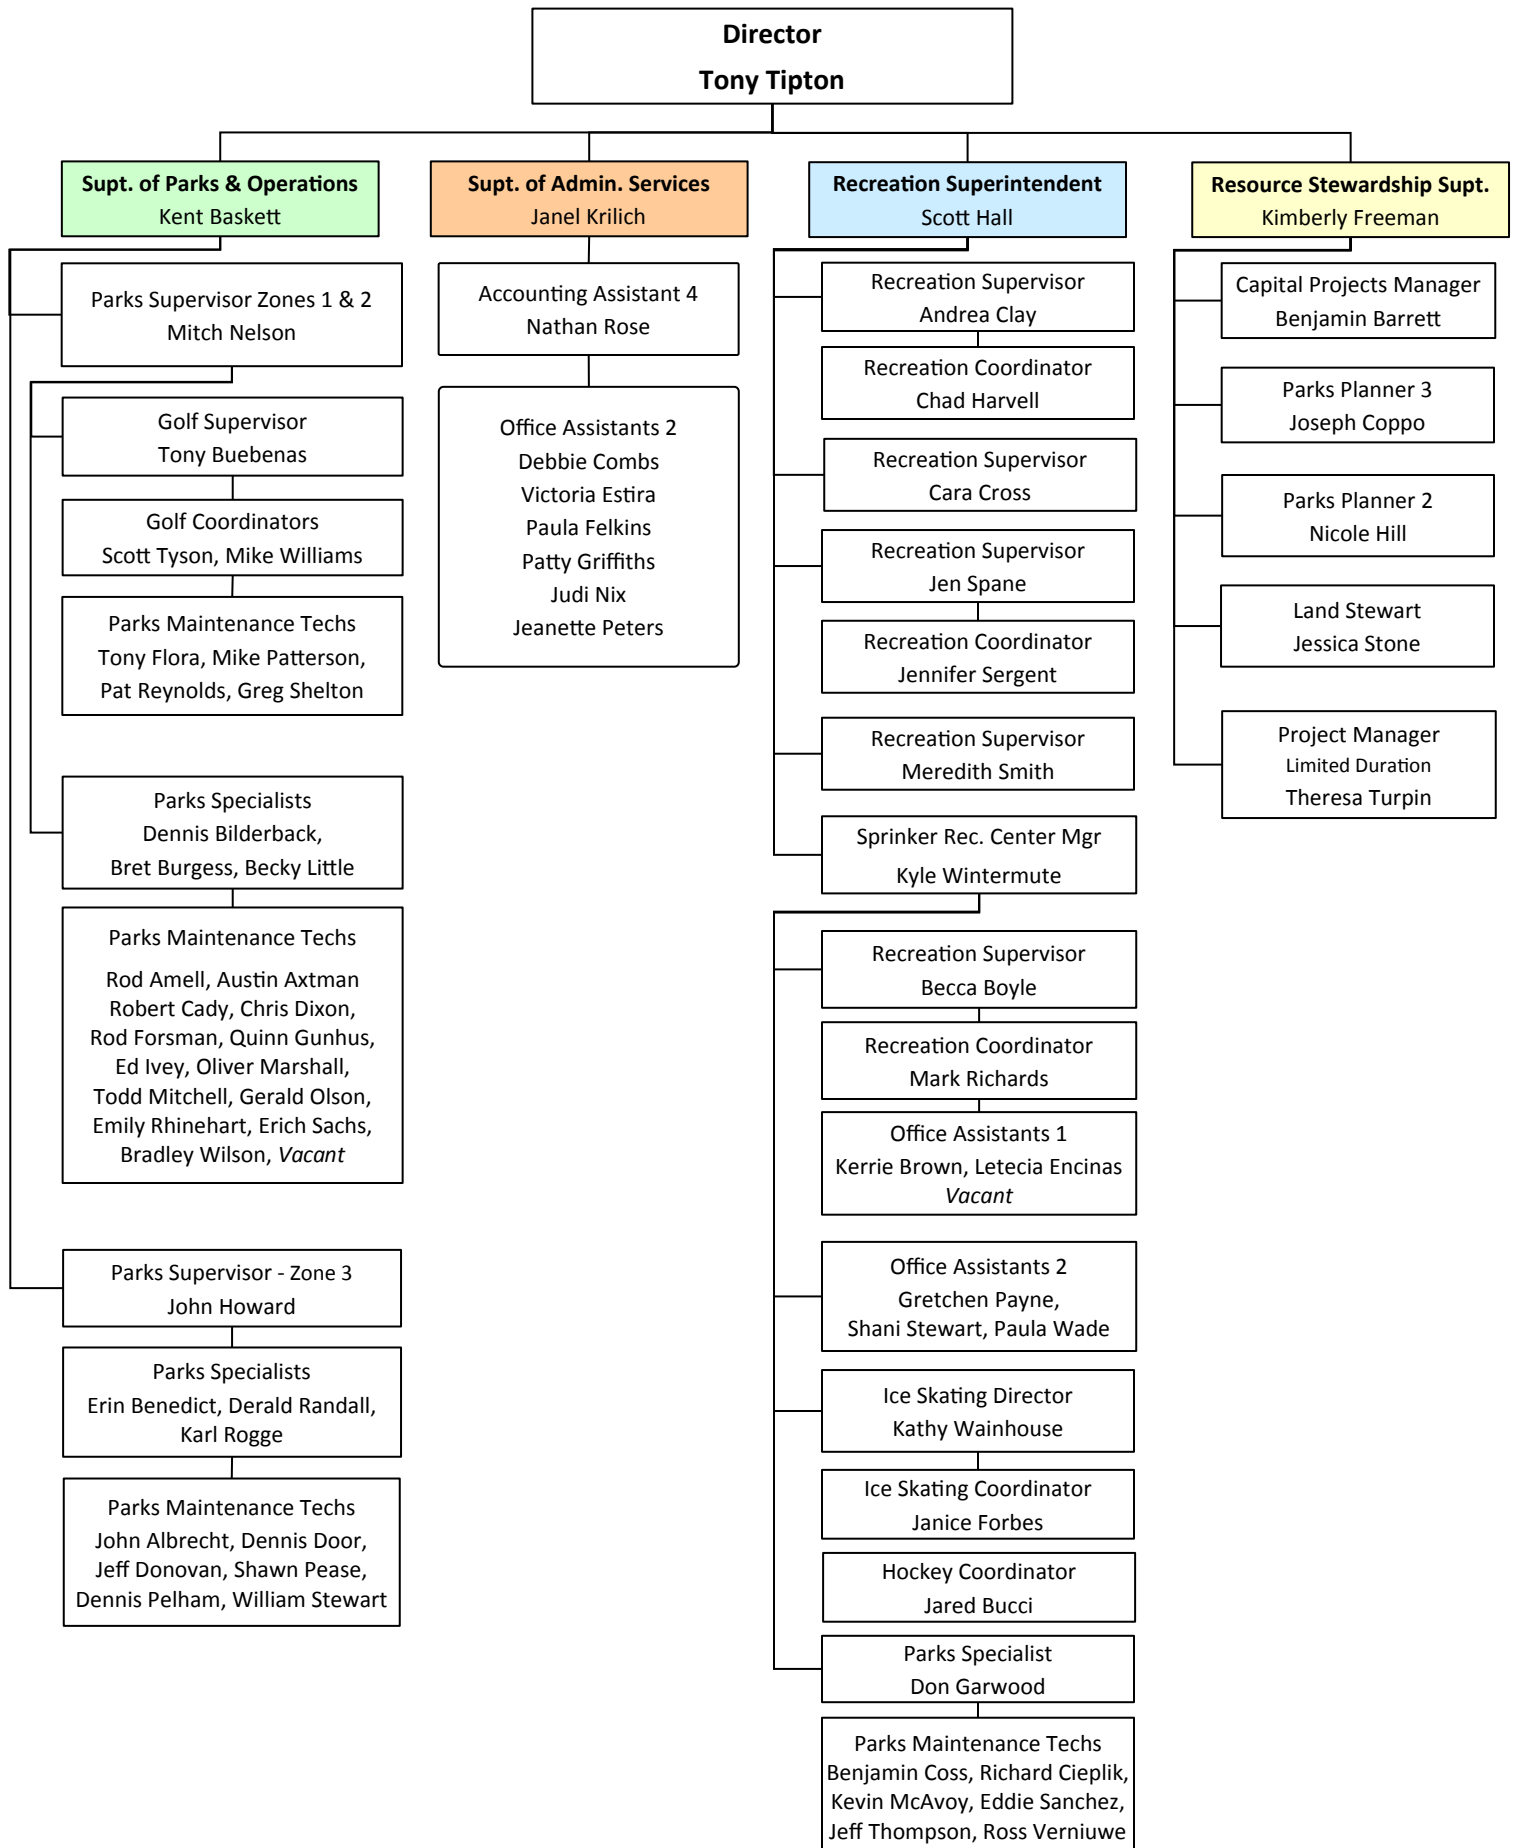 Director
Tony Tipton
Supt. of Parks & Operations
Kent Baskett
Parks Supervisor Zones 1 & 2
Mitch Nelson
Golf Supervisor
Tony Buebenas
Golf Coordinators
Scott Tyson, Mike Williams
Parks Maintenance Techs
Tony Flora, Mike Patterson,
Pat Reynolds, Greg Shelton
Parks Specialists
Dennis Bilderback,
Bret Burgess, Becky Little
Parks Maintenance Techs
Rod Amell, Austin Axtman
Robert Cady, Chris Dixon,
Rod Forsman, Quinn Gunhus,
Ed Ivey, Oliver Marshall,
Todd Mitchell, Gerald Olson,
Emily Rhinehart, Erich Sachs,
Bradley Wilson, Vacant
Parks Supervisor - Zone 3
John Howard
Parks Specialists
Erin Benedict, Derald Randall,
Karl Rogge
Parks Maintenance Techs
John Albrecht, Dennis Door,
Jeff Donovan, Shawn Pease,
Dennis Pelham, William Stewart
Supt. of Admin. Services
Janel Krilich
Accounting Assistant 4
Nathan Rose
Office Assistants 2
Debbie Combs
Victoria Estira
Paula Felkins
Patty Griffiths
Judi Nix
Jeanette Peters
Recreation Superintendent
Scott Hall
Recreation Supervisor
Andrea Clay
Recreation Coordinator
Chad Harvell
Recreation Supervisor
Cara Cross
Recreation Supervisor
Jen Spane
Recreation Coordinator
Jennifer Sergent
Recreation Supervisor
Meredith Smith
Sprinker Rec. Center Mgr
Kyle Wintermute
Recreation Supervisor
Becca Boyle
Recreation Coordinator
Mark Richards
Office Assistants 1
Kerrie Brown, Letecia Encinas
Vacant
Office Assistants 2
Gretchen Payne,
Shani Stewart, Paula Wade
Ice Skating Director
Kathy Wainhouse
Ice Skating Coordinator
Janice Forbes
Hockey Coordinator
Jared Bucci
Parks Specialist
Don Garwood
Parks Maintenance Techs
Benjamin Coss, Richard Cieplik,
Kevin McAvoy, Eddie Sanchez,
Jeff Thompson, Ross Verniuwe
Resource Stewardship Supt.
Kimberly Freeman
Capital Projects Manager
Benjamin Barrett
Parks Planner 3
Joseph Coppo
Parks Planner 2
Nicole Hill
Land Stewart
Jessica Stone
Project Manager
Limited Duration
Theresa Turpin